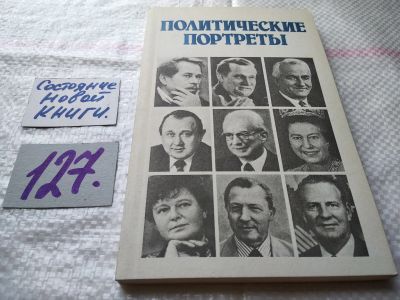 ПОЛИТИЧЕСКИЕ
ПОРТРЕТЫ
Состояние
новой
книги.
127.